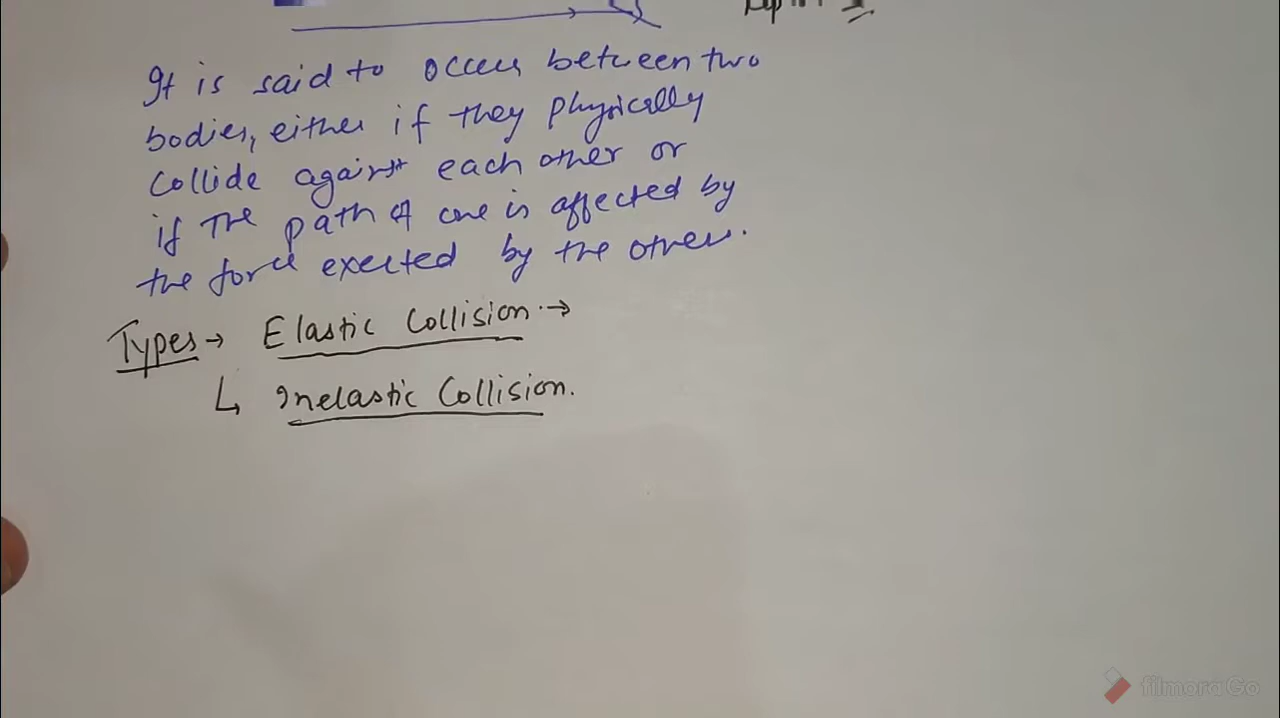 It is said to occur between two
bodies, either if they physically
collide against each other or
if the path of one is affected by
the force exerted by the other.
Types → Elastic Collision →
↳ Inelastic Collision.
filmoraGo